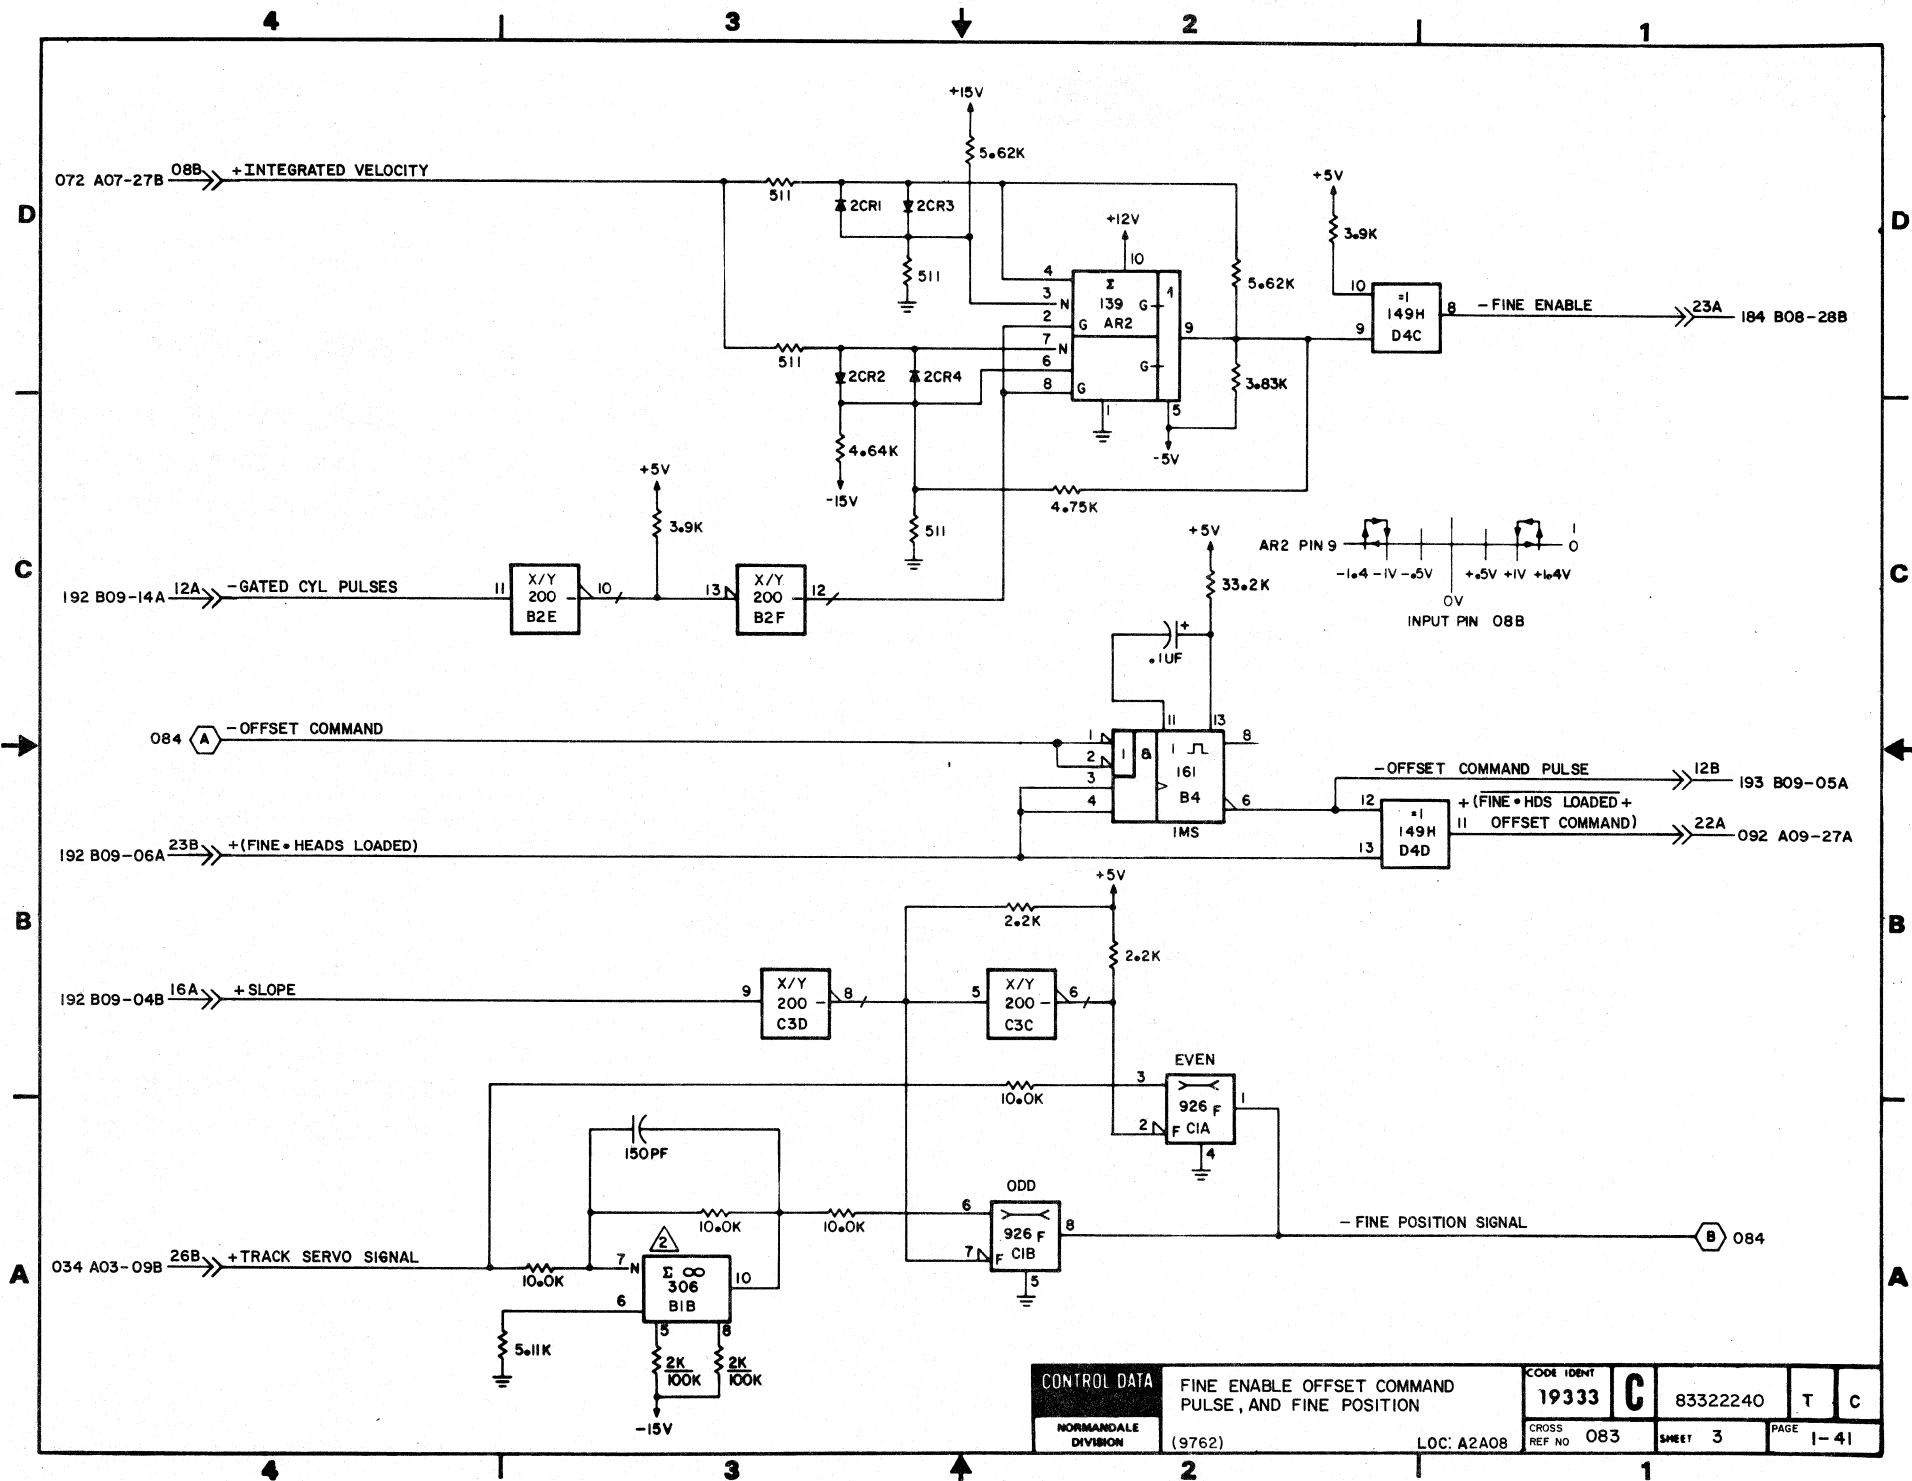 4 3 2 1
+15V
5.62K
072 A07-27B 08B +INTEGRATED VELOCITY
511
+5V
D D
2CR1 2CR3
+12V
3.9K
10
511
4
Σ
5.62K
10
=1
3 N 139 G 1
- FINE ENABLE 23A
149H 8 184 B08-28B
2 G AR2
9
9 D4C
7 N
511
6 G
2CR2 2CR4
3.83K
8 G
1 5
4.64K
-5V
+5V
-15V
4.75K
3.9K
511
+5V
AR2 PIN 9 1
0
C C
-1.4 -1V -.5V +.5V +1V +1.4V
33.2K
X/Y X/Y
192 B09-14A 12A -GATED CYL PULSES 11 200 10 13 200 12
0V
B2E B2F
INPUT PIN 08B
+
.1UF
11 13
084 A -OFFSET COMMAND
1 8
1 & 1
2
161
-OFFSET COMMAND PULSE 12B
3
193 B09-05A
B4
4 6 12 +(FINE•HDS LOADED+
=1
11 OFFSET COMMAND) 22A
149H
092 A09-27A
1MS
192 B09-06A 23B +(FINE•HEADS LOADED)
13 D4D
+5V
B B
2.2K
2.2K
X/Y X/Y
192 B09-04B 16A +SLOPE 9 200 8 5 200 6
C3D C3C
EVEN
3
10.0K
926 F 1
2 F C1A
150PF
4
ODD
6
10.0K 10.0K
926 F 8
- FINE POSITION SIGNAL
B 084
2
7 F C1B
A A
034 A03-09B 26B +TRACK SERVO SIGNAL
7 N Σ ∞
10.0K
10
306
5
6 B1B
5 8
5.11K
2K 2K
100K 100K
-15V
CONTROL DATA
NORMANDALE
DIVISION
FINE ENABLE OFFSET COMMAND
PULSE, AND FINE POSITION
(9762) LOC: A2A08
CODE IDENT
19333 C 83322240 T C
CROSS
REF NO 083 SHEET 3 PAGE 1-41
4 3 2 1